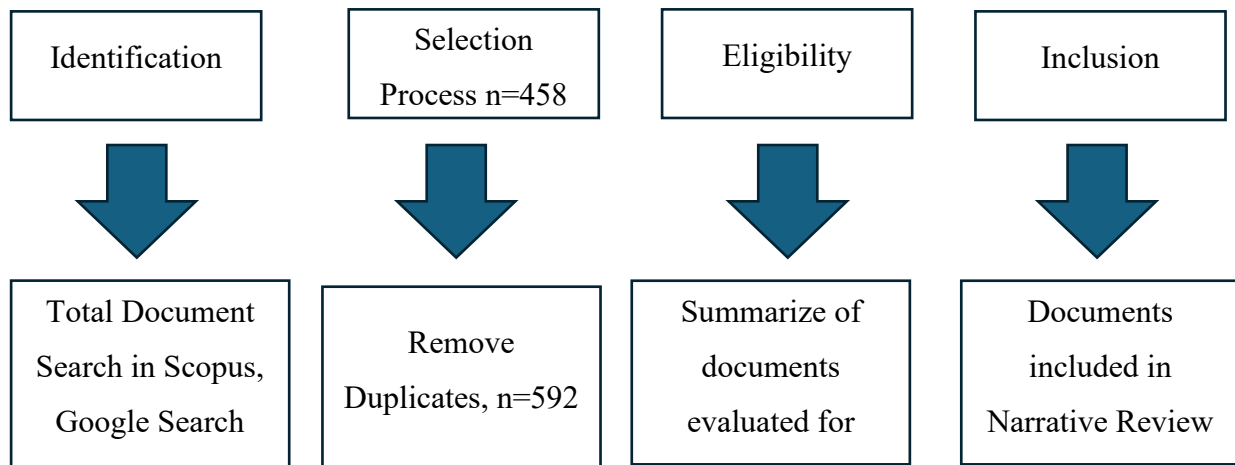 Identification
Selection
Process n=458
Eligibility
Inclusion
Total Document
Search in Scopus,
Google Search
Remove
Duplicates, n=592
Summarize of
documents
evaluated for
Documents
included in
Narrative Review